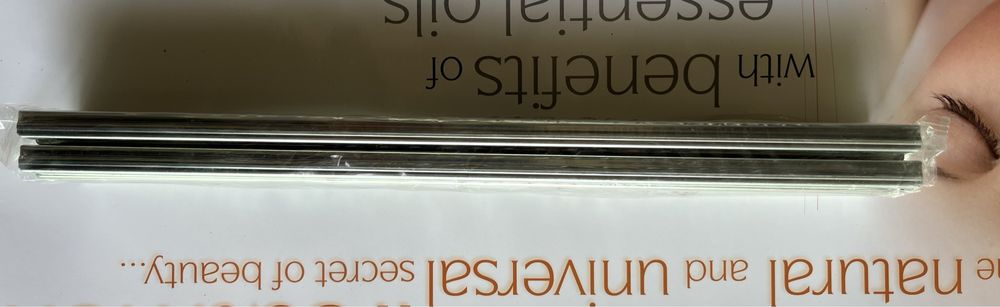 natural and universal secret of beauty...
with benefits of
essential oils